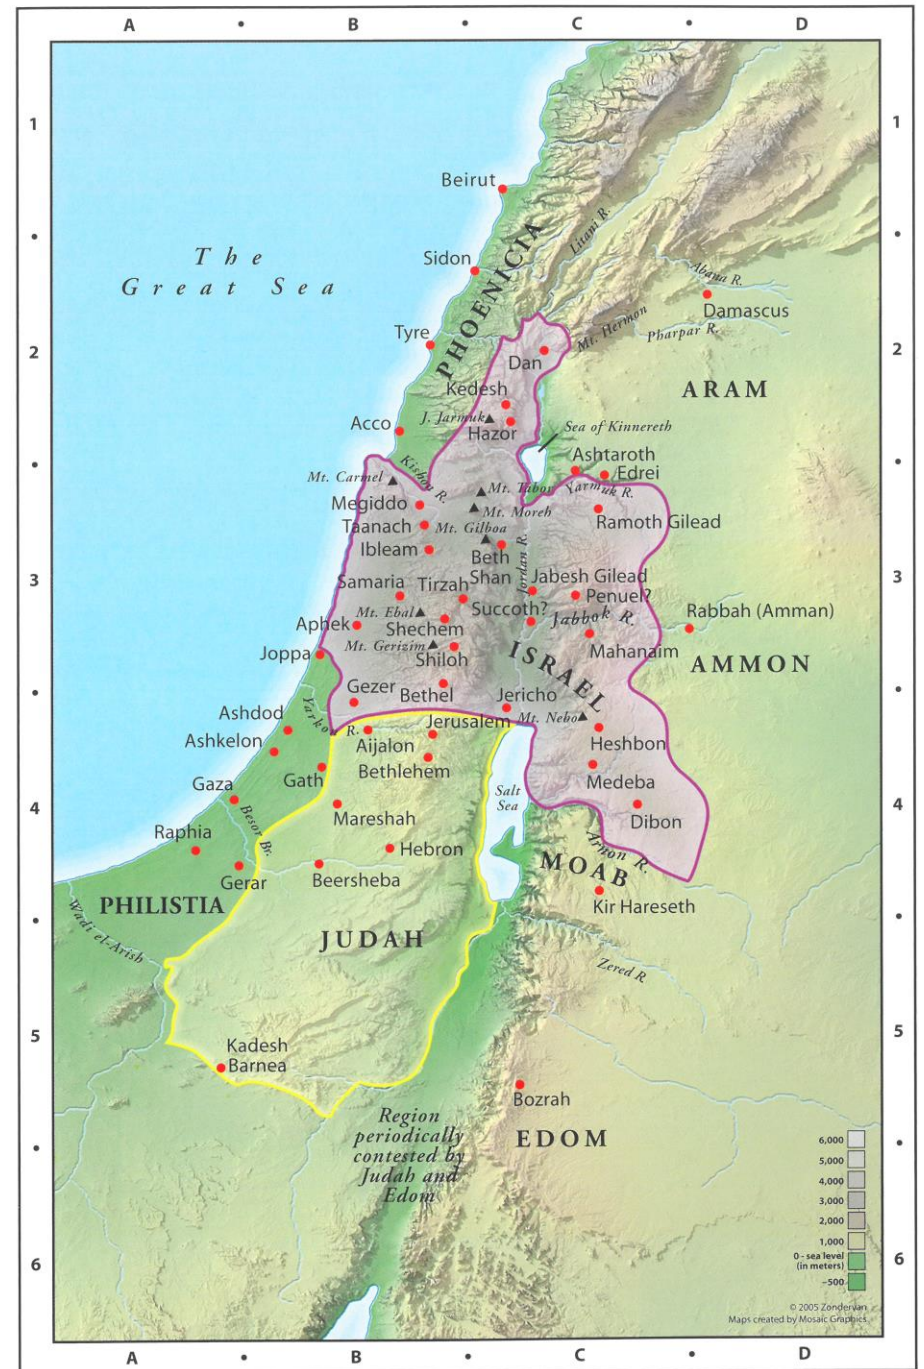 A • B • C • D
1
1
Beirut
The
Great Sea
Sidon
PHOENICIA
Litani R.
Abana R.
Damascus
Tyre
Mt. Hermon
Pharpar R.
2
2
Dan
Kedesh
ARAM
J. Jarmuk
Hazor
Acco
Sea of Kinnereth
Ashtaroth
Edrei
Kishon R.
Mt. Carmel
Mt. Tabor
Yarmuk R.
Megiddo
Mt. Moreh
Ramoth Gilead
Taanach
Mt. Gilboa
Ibleam
Beth
Shan
Jordan R.
3
3
Samaria
Tirzah
Jabesh Gilead
Penuel?
Succoth?
Mt. Ebal
Jabbok R.
Rabbah (Amman)
Aphek
Shechem
Mahanaim
Mt. Gerizim
Joppa
Shiloh
ISRAEL
AMMON
Gezer
Bethel
Jericho
Mt. Nebo
Ashdod
Yarkon R.
Jerusalem
Ashkelon
Aijalon
Heshbon
Bethlehem
Gath
Medeba
Gaza
Salt
Sea
4
4
Besor Br.
Mareshah
Dibon
Raphia
Hebron
Arnon R.
Gerar
Beersheba
MOAB
Kir Hareseth
PHILISTIA
Wadi el-Arish
JUDAH
Zered R
5
5
Kadesh
Barnea
Bozrah
Region
periodically
contested by
Judah and
Edom
EDOM
6,000
5,000
4,000
3,000
2,000
1,000
0 - sea level
(in meters)
-500
6
6
© 2005 Zondervan
Maps created by Mosaic Graphics.
A • B • C • D